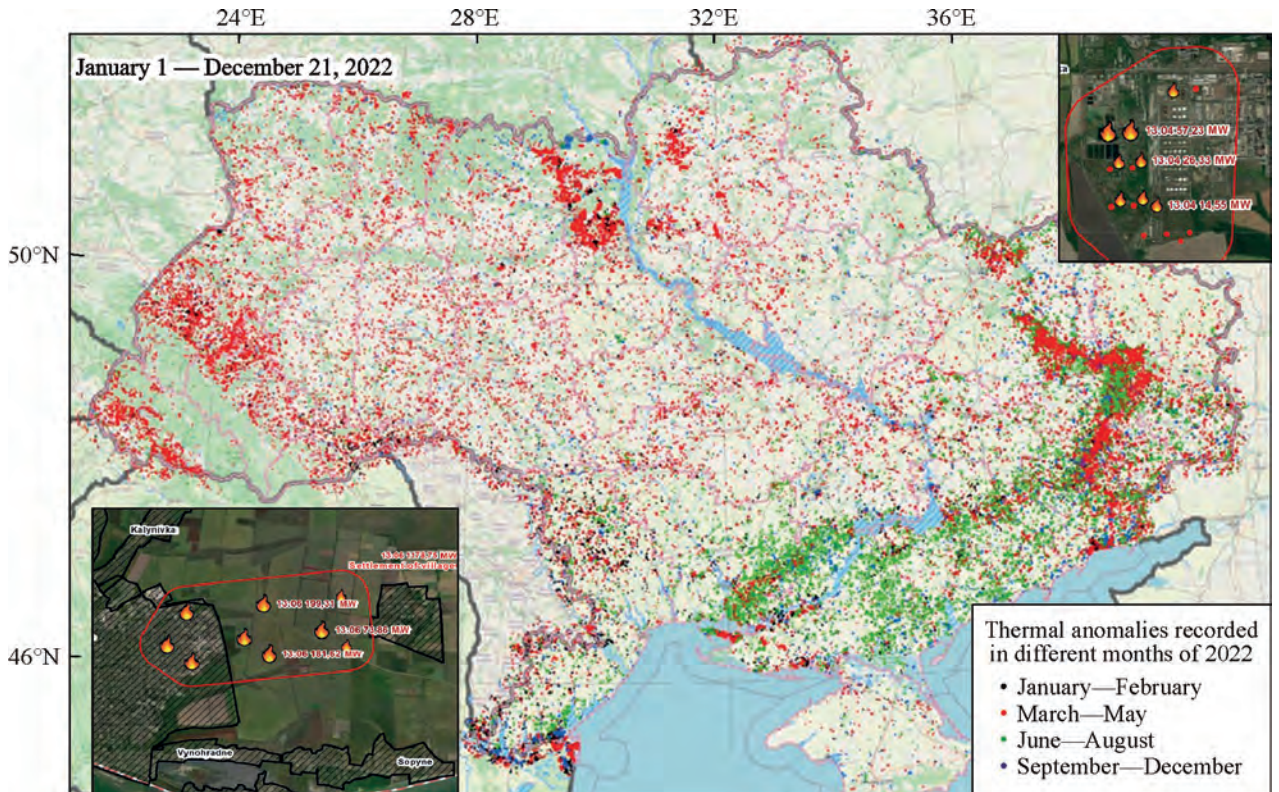 24°E 28°E 32°E 36°E
January 1 — December 21, 2022
13:04 57,23 MW
13:04 26,33 MW
13:04 14,55 MW
50°N
46°N
Kalynivka
Settlement of village
13:06 199,31 MW
13:06 73,86 MW
13:06 181,62 MW
Vynohradne
Sopyne
Thermal anomalies recorded
in different months of 2022
• January—February
• March—May
• June—August
• September—December